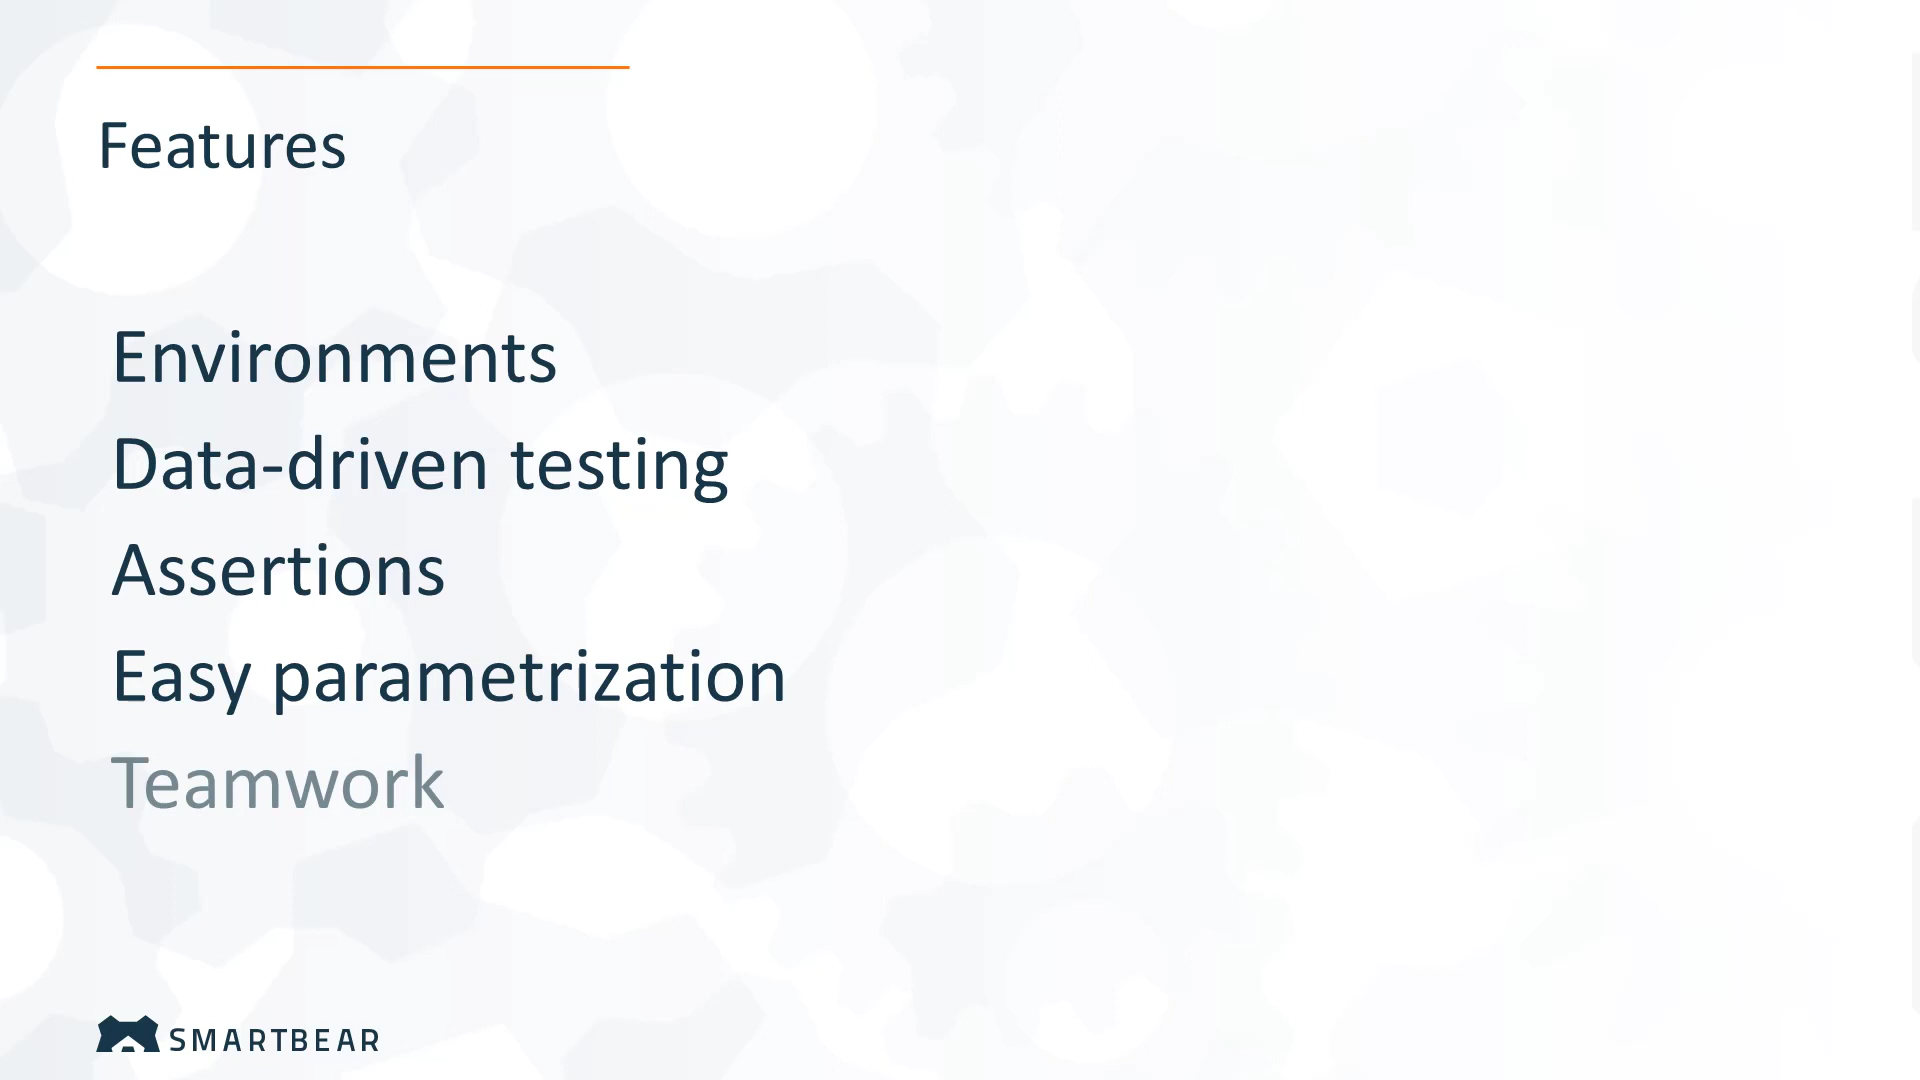 Features
Environments
Data-driven testing
Assertions
Easy parametrization
Teamwork
SMARTBEAR